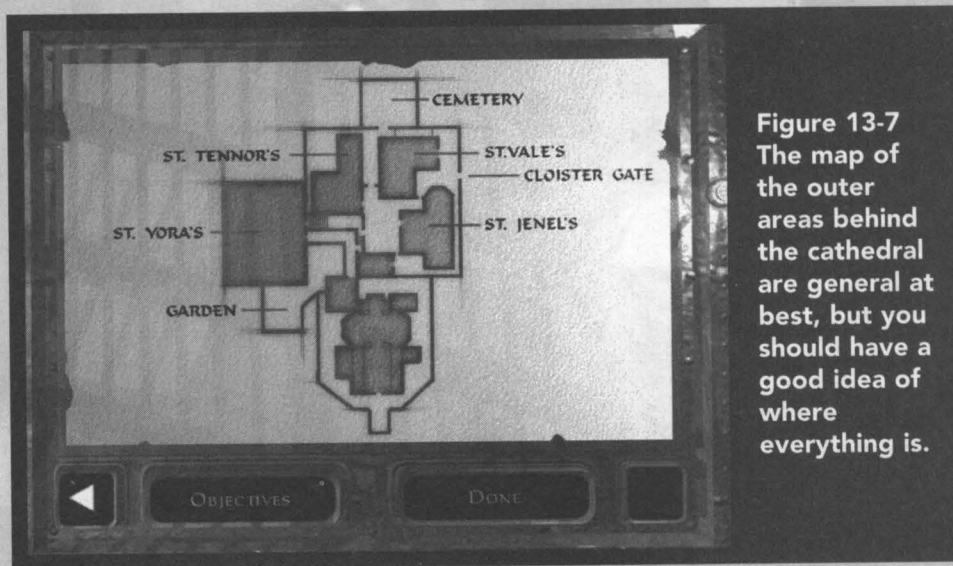 CEMETERY
ST. TENNOR'S
ST.VALE'S
CLOISTER GATE
ST. YORA'S
ST. JENEL'S
GARDEN
OBJECTIVES
DONE
Figure 13-7
The map of
the outer
areas behind
the cathedral
are general at
best, but you
should have a
good idea of
where
everything is.